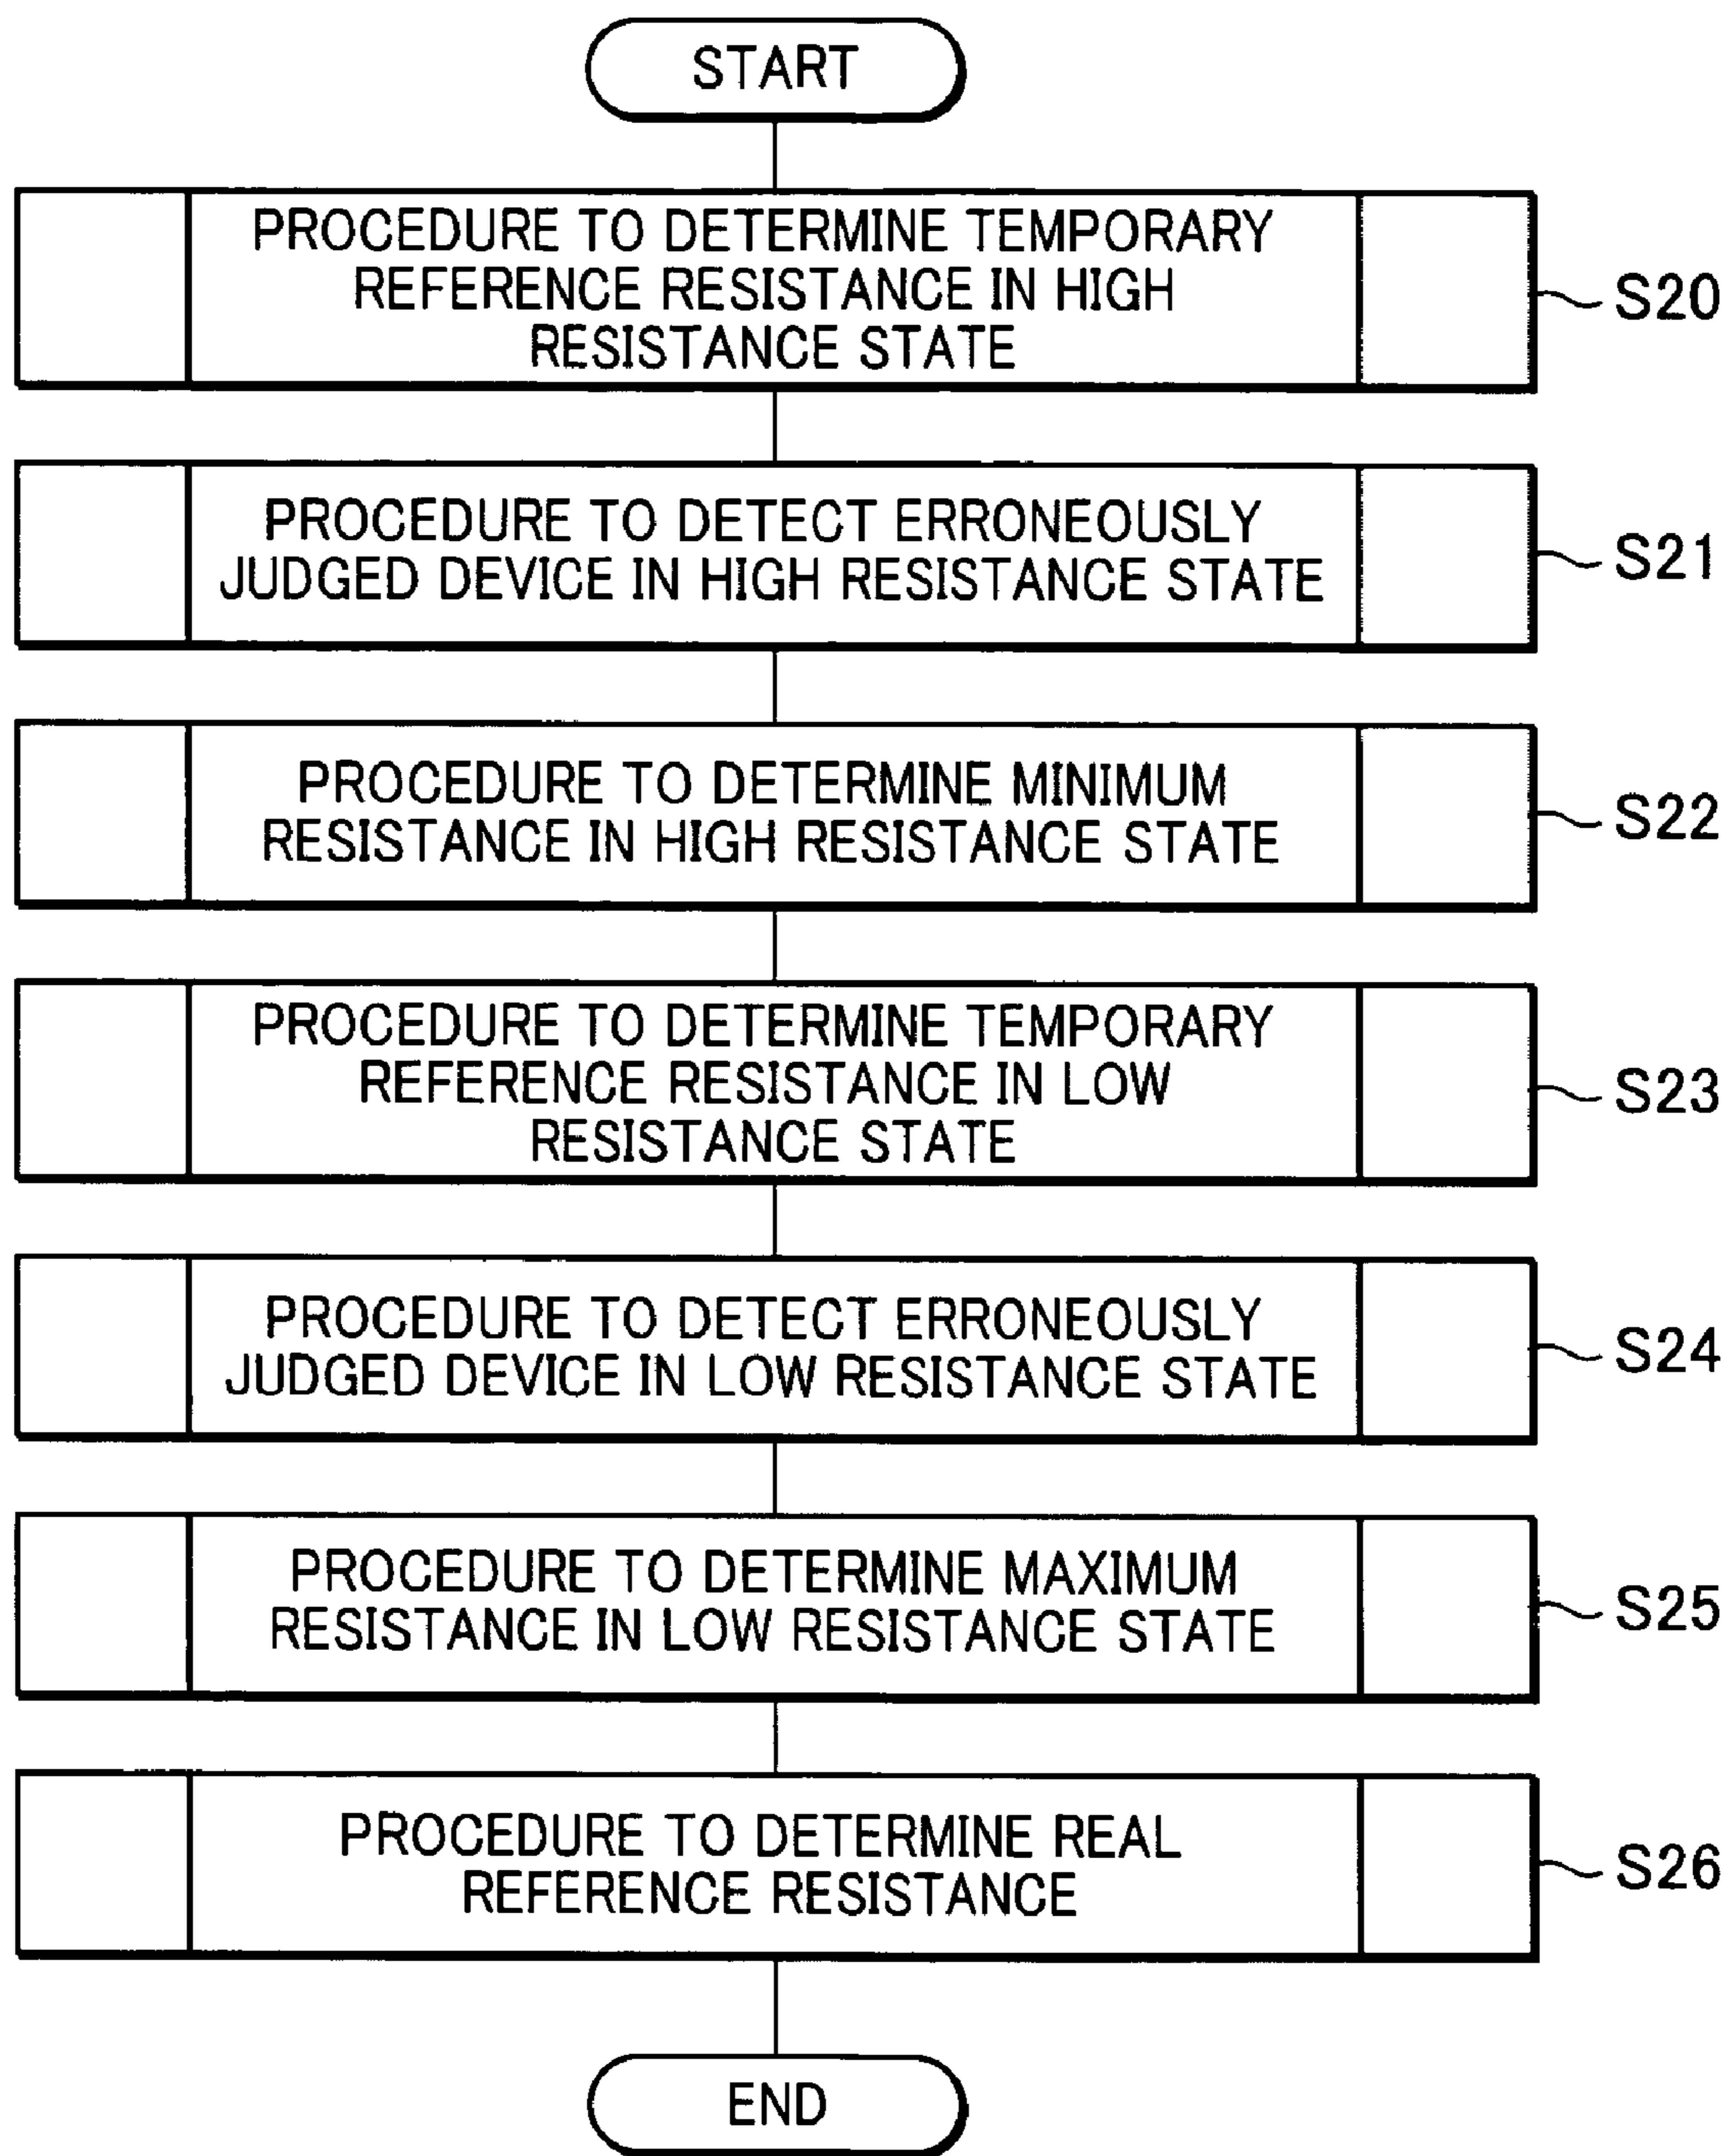 START
PROCEDURE TO DETERMINE TEMPORARY
REFERENCE RESISTANCE IN HIGH
RESISTANCE STATE
S20
PROCEDURE TO DETECT ERRONEOUSLY
JUDGED DEVICE IN HIGH RESISTANCE STATE
S21
PROCEDURE TO DETERMINE MINIMUM
RESISTANCE IN HIGH RESISTANCE STATE
S22
PROCEDURE TO DETERMINE TEMPORARY
REFERENCE RESISTANCE IN LOW
RESISTANCE STATE
S23
PROCEDURE TO DETECT ERRONEOUSLY
JUDGED DEVICE IN LOW RESISTANCE STATE
S24
PROCEDURE TO DETERMINE MAXIMUM
RESISTANCE IN LOW RESISTANCE STATE
S25
PROCEDURE TO DETERMINE REAL
REFERENCE RESISTANCE
S26
END